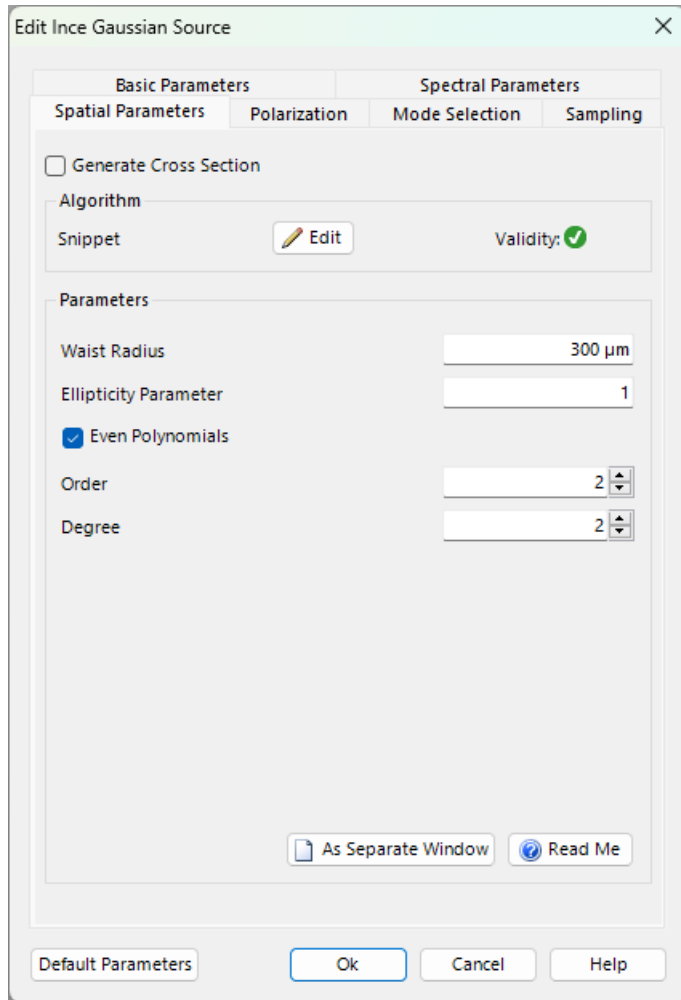 Edit Ince Gaussian Source
Basic Parameters Spectral Parameters
Spatial Parameters Polarization Mode Selection Sampling
Generate Cross Section
Algorithm
Snippet Edit Validity:
Parameters
Waist Radius 300 µm
Ellipticity Parameter 1
Even Polynomials
Order 2
Degree 2
As Separate Window Read Me
Default Parameters Ok Cancel Help